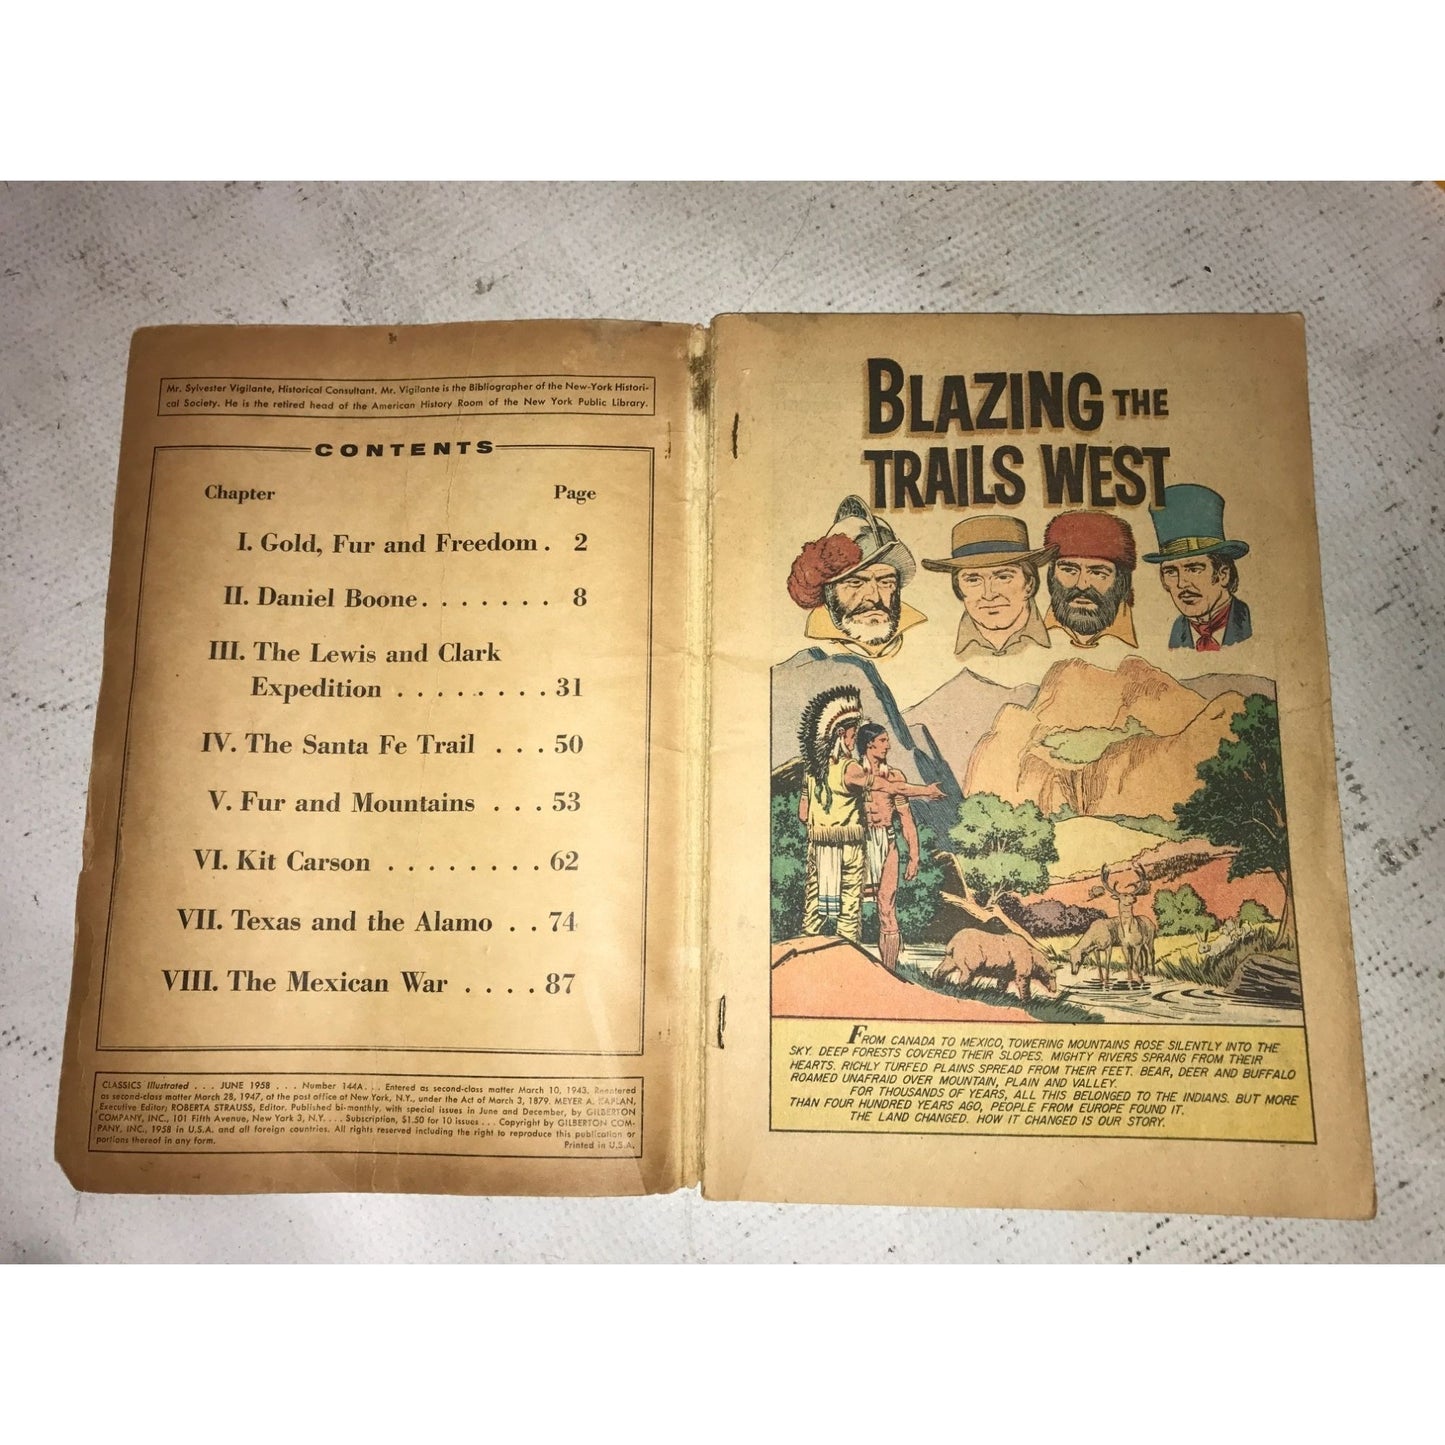 Mr. Sylvester Vigilante, Historical Consultant. Mr. Vigilante is the Bibliographer of the New-York Histori-
cal Society. He is the retired head of the American History Room of the New York Public Library.
CONTENTS
Chapter Page
I. Gold, Fur and Freedom . 2
II. Daniel Boone . . . . . . . 8
III. The Lewis and Clark
Expedition . . . . . . . . 31
IV. The Santa Fe Trail . . . 50
V. Fur and Mountains . . . 53
VI. Kit Carson . . . . . . . . 62
VII. Texas and the Alamo . . 74
VIII. The Mexican War . . . . 87
CLASSICS Illustrated . . . JUNE 1958 . . . Number 144A . . . Entered as second-class matter March 10, 1943. Reentered
as second-class matter March 28, 1947, at the post office at New York, N.Y., under the Act of March 3, 1879. MEYER A. KAPLAN,
Executive Editor; ROBERTA STRAUSS, Editor. Published bi-monthly, with special issues in June and December, by GILBERTON
COMPANY, INC., 101 Fifth Avenue, New York 3, N.Y. . . . Subscription, $1.50 for 10 issues . . . Copyright by GILBERTON COM-
PANY, INC., 1958 in U.S.A. and all foreign countries. All rights reserved including the right to reproduce this publication or
portions thereof in any form. Printed in U.S.A.
BLAZING THE
TRAILS WEST
FROM CANADA TO MEXICO, TOWERING MOUNTAINS ROSE SILENTLY INTO THE
SKY. DEEP FORESTS COVERED THEIR SLOPES. MIGHTY RIVERS SPRANG FROM THEIR
HEARTS. RICHLY TURFED PLAINS SPREAD FROM THEIR FEET. BEAR, DEER AND BUFFALO
ROAMED UNAFRAID OVER MOUNTAIN, PLAIN AND VALLEY.
FOR THOUSANDS OF YEARS, ALL THIS BELONGED TO THE INDIANS. BUT MORE
THAN FOUR HUNDRED YEARS AGO, PEOPLE FROM EUROPE FOUND IT.
THE LAND CHANGED. HOW IT CHANGED IS OUR STORY.